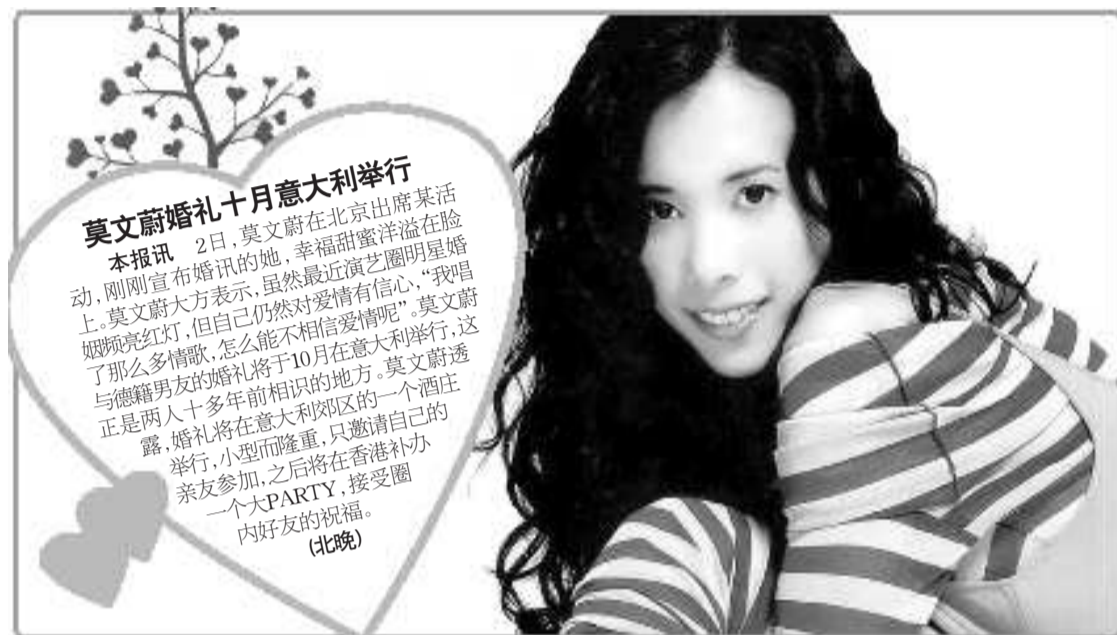 莫文蔚婚礼十月意大利举行
本报讯 2日,莫文蔚在北京出席某活
动,刚刚宣布婚讯的她,幸福甜蜜洋溢在脸
上。莫文蔚大方表示,虽然最近演艺圈明星婚
姻频亮红灯,但自己仍然对爱情有信心,“我唱
了那么多情歌,怎么能不相信爱情呢”。莫文蔚
与德籍男友的婚礼将于10月在意大利举行,这
正是两人十多年前相识的地方。莫文蔚透
露,婚礼将在意大利郊区的一个酒庄
举行,小型而隆重,只邀请自己的
亲友参加,之后将在香港补办
一个大PARTY,接受圈
内好友的祝福。
(北晚)